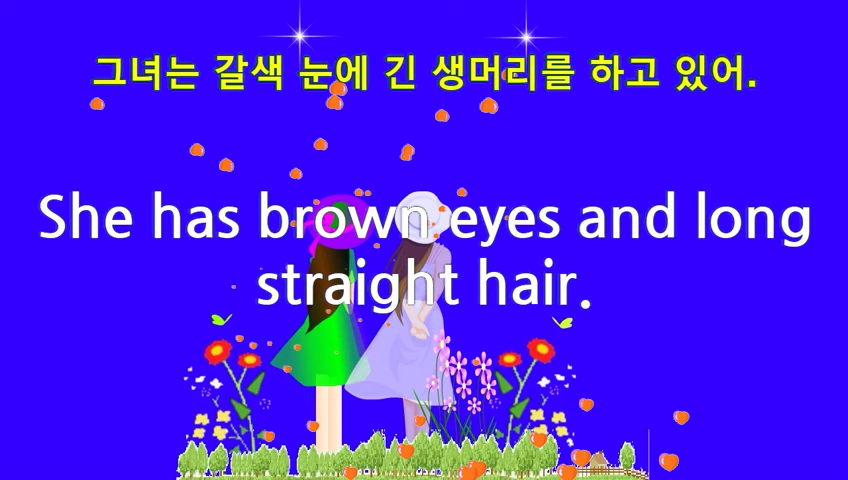 그녀는 갈색 눈에 긴 생머리를 하고 있어.
She has brown eyes and long
straight hair.